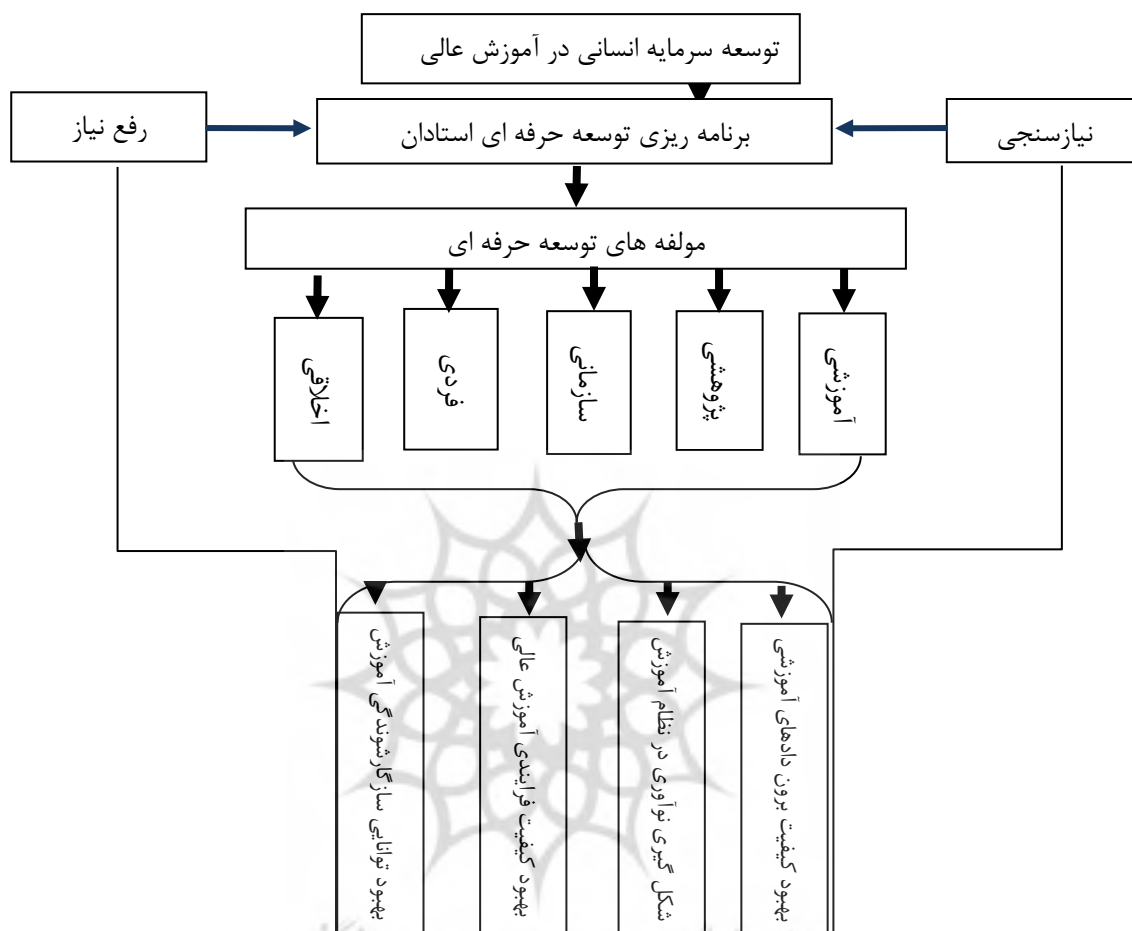 توسعه سرمایه انسانی در آموزش عالی
نیازسنجی
برنامه ریزی توسعه حرفه ای استادان
رفع نیاز
مولفه های توسعه حرفه ای
آموزشی
پژوهشی
سازمانی
فردی
اخلاقی
بهبود کیفیت برون دادهای آموزشی
شکل گیری نوآوری در نظام آموزش
بهبود کیفیت فرایندی آموزش عالی
بهبود توانایی سازگارشوندگی آموزش